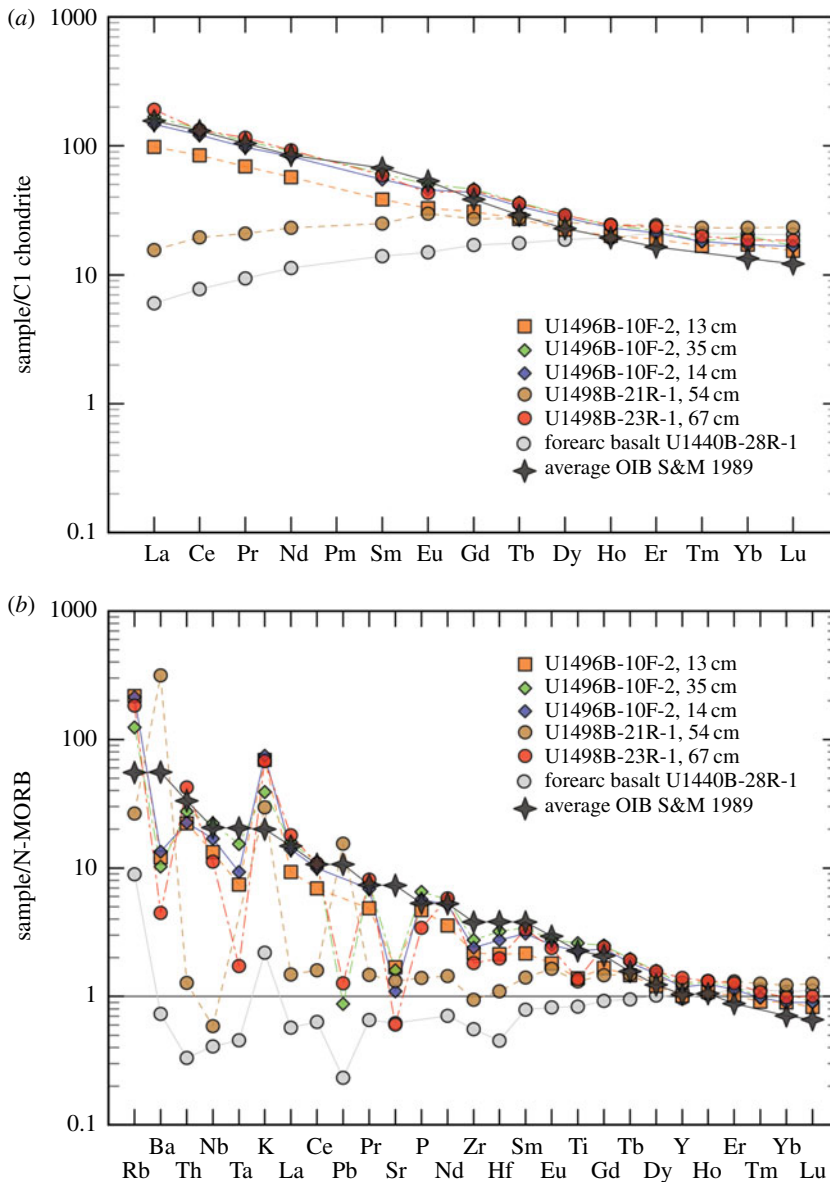 (a)
1000
100
10
1
0.1
sample/C1 chondrite
U1496B-10F-2, 13 cm
U1496B-10F-2, 35 cm
U1496B-10F-2, 14 cm
U1498B-21R-1, 54 cm
U1498B-23R-1, 67 cm
forearc basalt U1440B-28R-1
average OIB S&M 1989
La Ce Pr Nd Pm Sm Eu Gd Tb Dy Ho Er Tm Yb Lu
(b)
1000
100
10
1
0.1
sample/N-MORB
U1496B-10F-2, 13 cm
U1496B-10F-2, 35 cm
U1496B-10F-2, 14 cm
U1498B-21R-1, 54 cm
U1498B-23R-1, 67 cm
forearc basalt U1440B-28R-1
average OIB S&M 1989
Ba Nb K Ce Pr P Zr Sm Ti Tb Y Er Yb
Rb Th Ta La Pb Sr Nd Hf Eu Gd Dy Ho Tm Lu